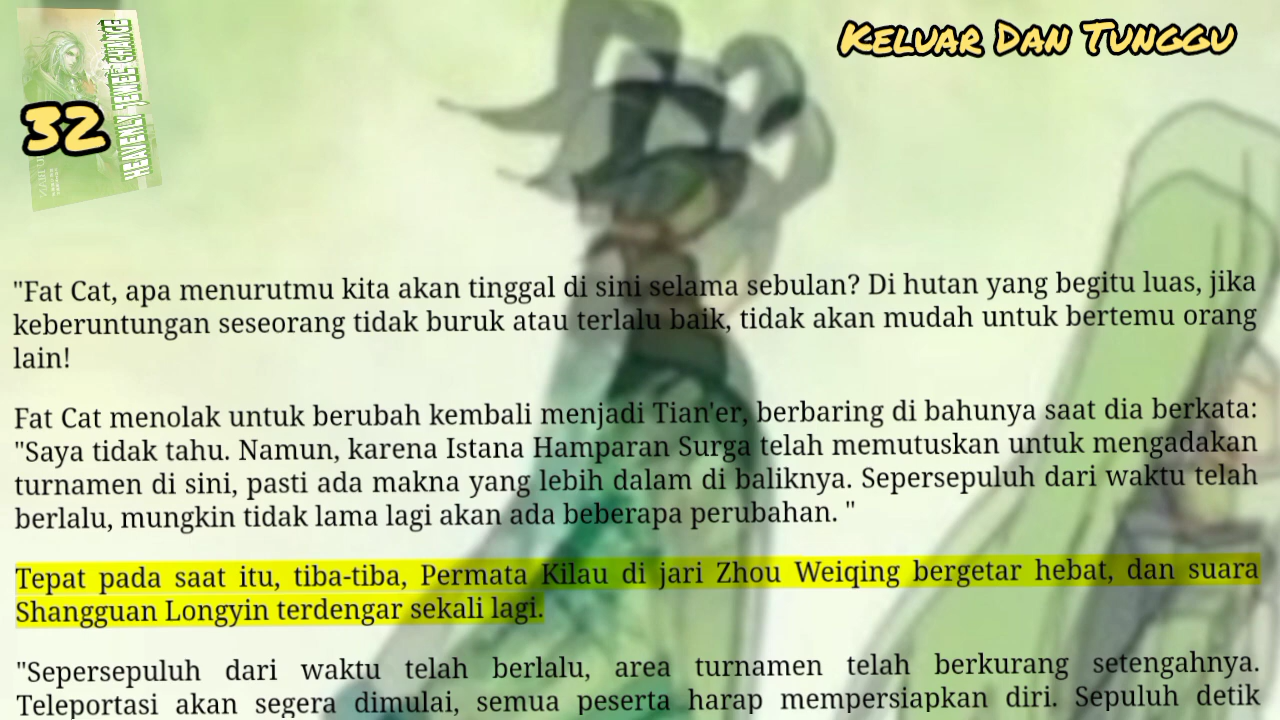 Keluar Dan Tunggu
32
HEAVENLY JEWEL CHANGE
"Fat Cat, apa menurutmu kita akan tinggal di sini selama sebulan? Di hutan yang begitu luas, jika
keberuntungan seseorang tidak buruk atau terlalu baik, tidak akan mudah untuk bertemu orang
lain!
Fat Cat menolak untuk berubah kembali menjadi Tian'er, berbaring di bahunya saat dia berkata:
"Saya tidak tahu. Namun, karena Istana Hamparan Surga telah memutuskan untuk mengadakan
turnamen di sini, pasti ada makna yang lebih dalam di baliknya. Sepersepuluh dari waktu telah
berlalu, mungkin tidak lama lagi akan ada beberapa perubahan. "
Tepat pada saat itu, tiba-tiba, Permata Kilau di jari Zhou Weiqing bergetar hebat, dan suara
Shangguan Longyin terdengar sekali lagi.
"Sepersepuluh dari waktu telah berlalu, area turnamen telah berkurang setengahnya.
Teleportasi akan segera dimulai, semua peserta harap mempersiapkan diri. Sepuluh detik